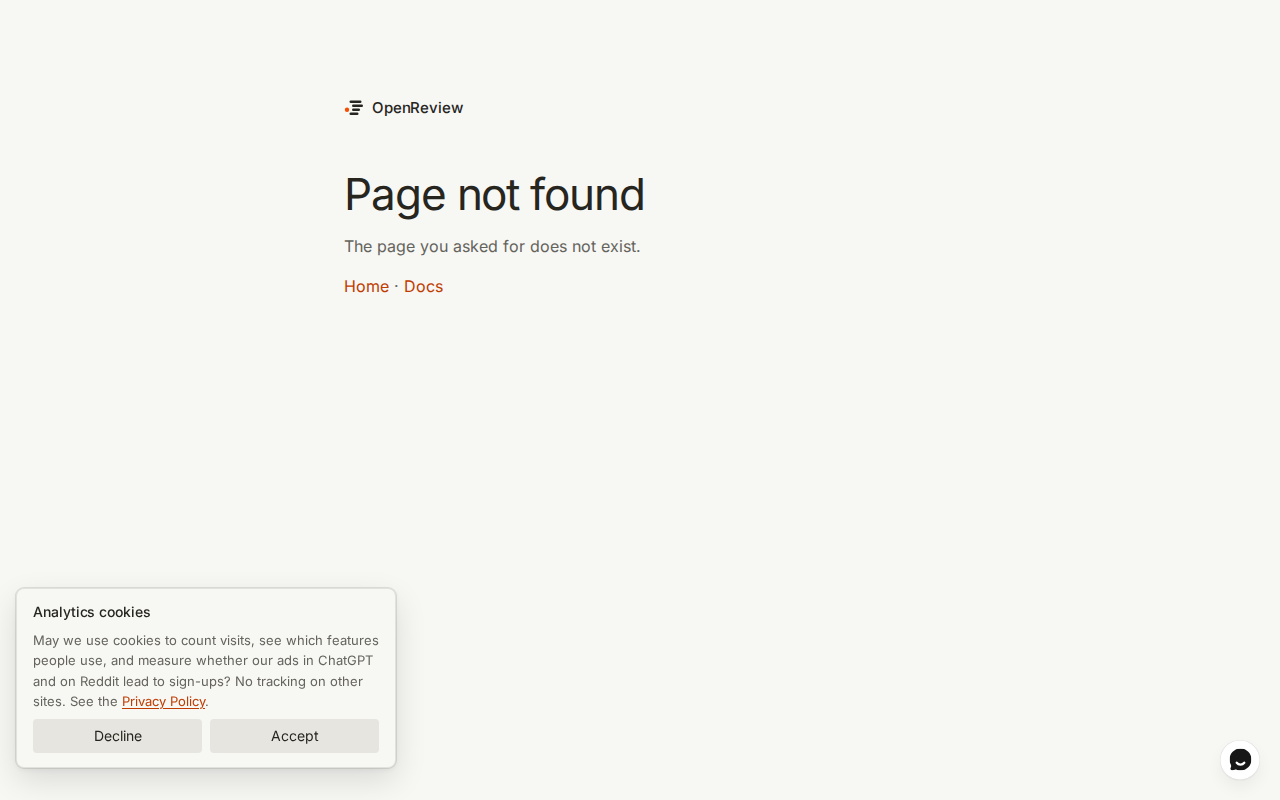 OpenReview
Page not found
The page you asked for does not exist.
Home · Docs
Analytics cookies
May we use cookies to count visits, see which features
people use, and measure whether our ads in ChatGPT
and on Reddit lead to sign-ups? No tracking on other
sites. See the Privacy Policy.
Decline
Accept